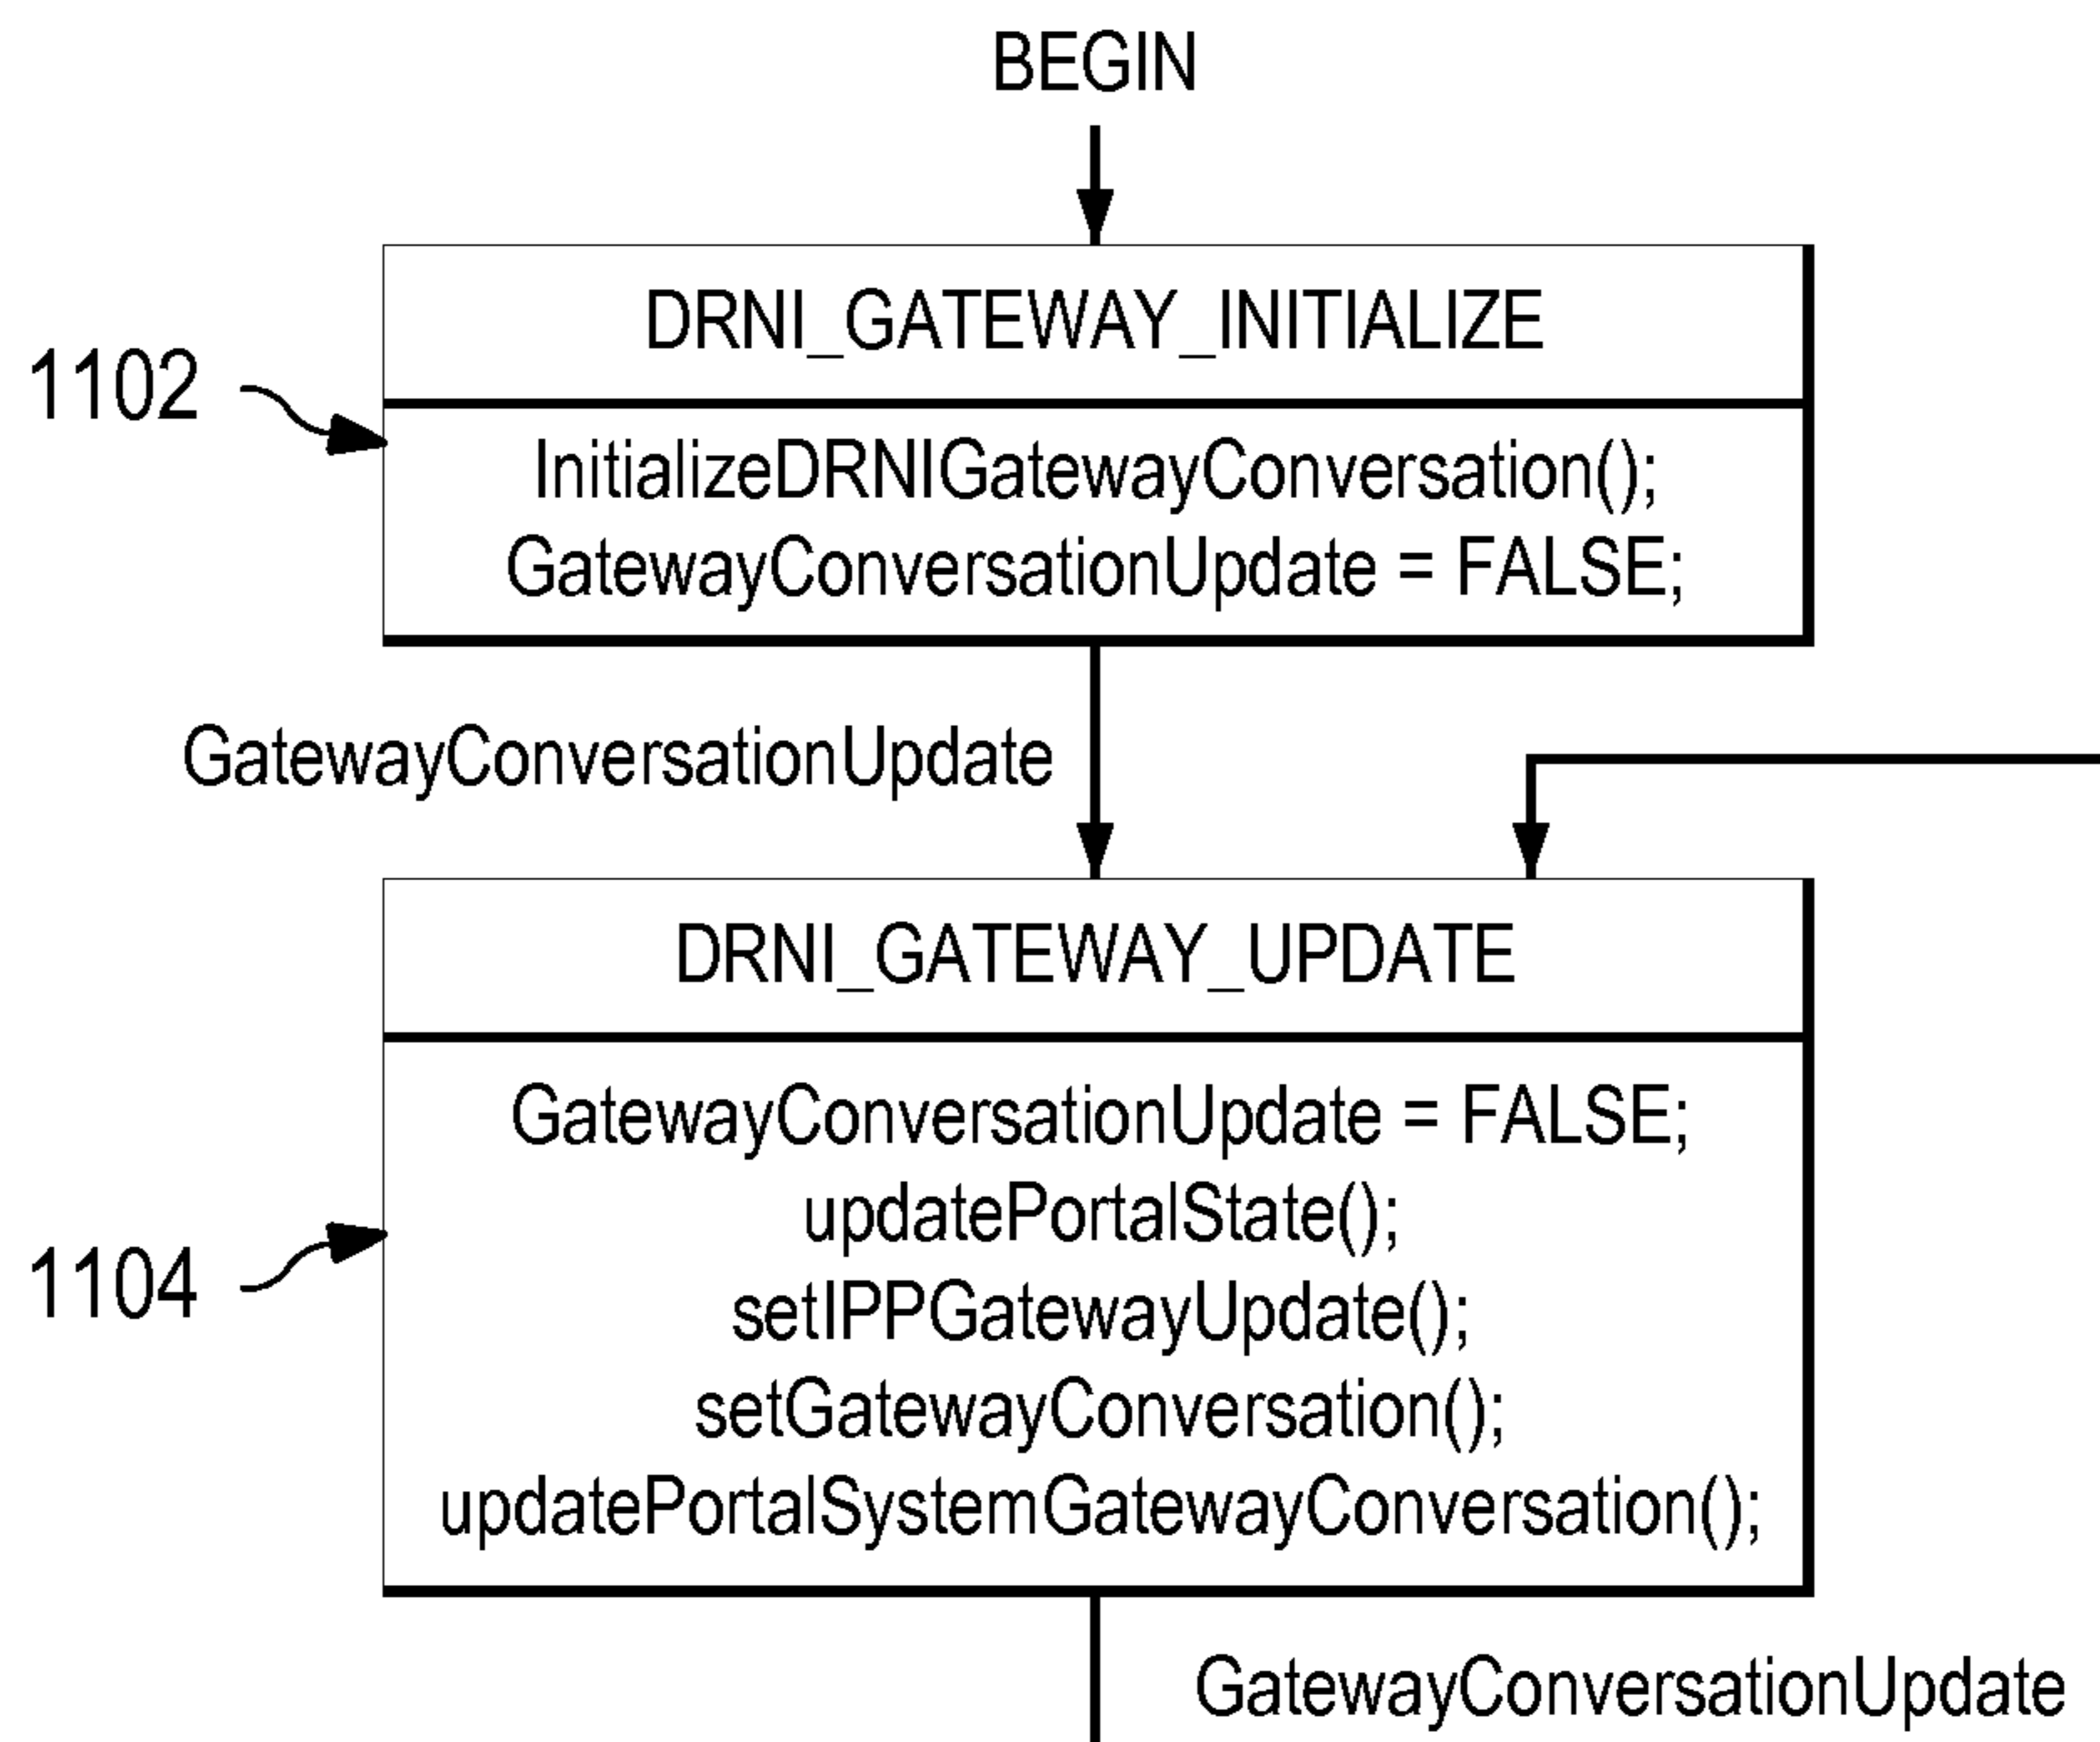 BEGIN
DRNI_GATEWAY_INITIALIZE
1102
InitializeDRNIGatewayConversation();
GatewayConversationUpdate = FALSE;
GatewayConversationUpdate
DRNI_GATEWAY_UPDATE
GatewayConversationUpdate = FALSE;
updatePortalState();
1104
setIPPGatewayUpdate();
setGatewayConversation();
updatePortalSystemGatewayConversation();
GatewayConversationUpdate